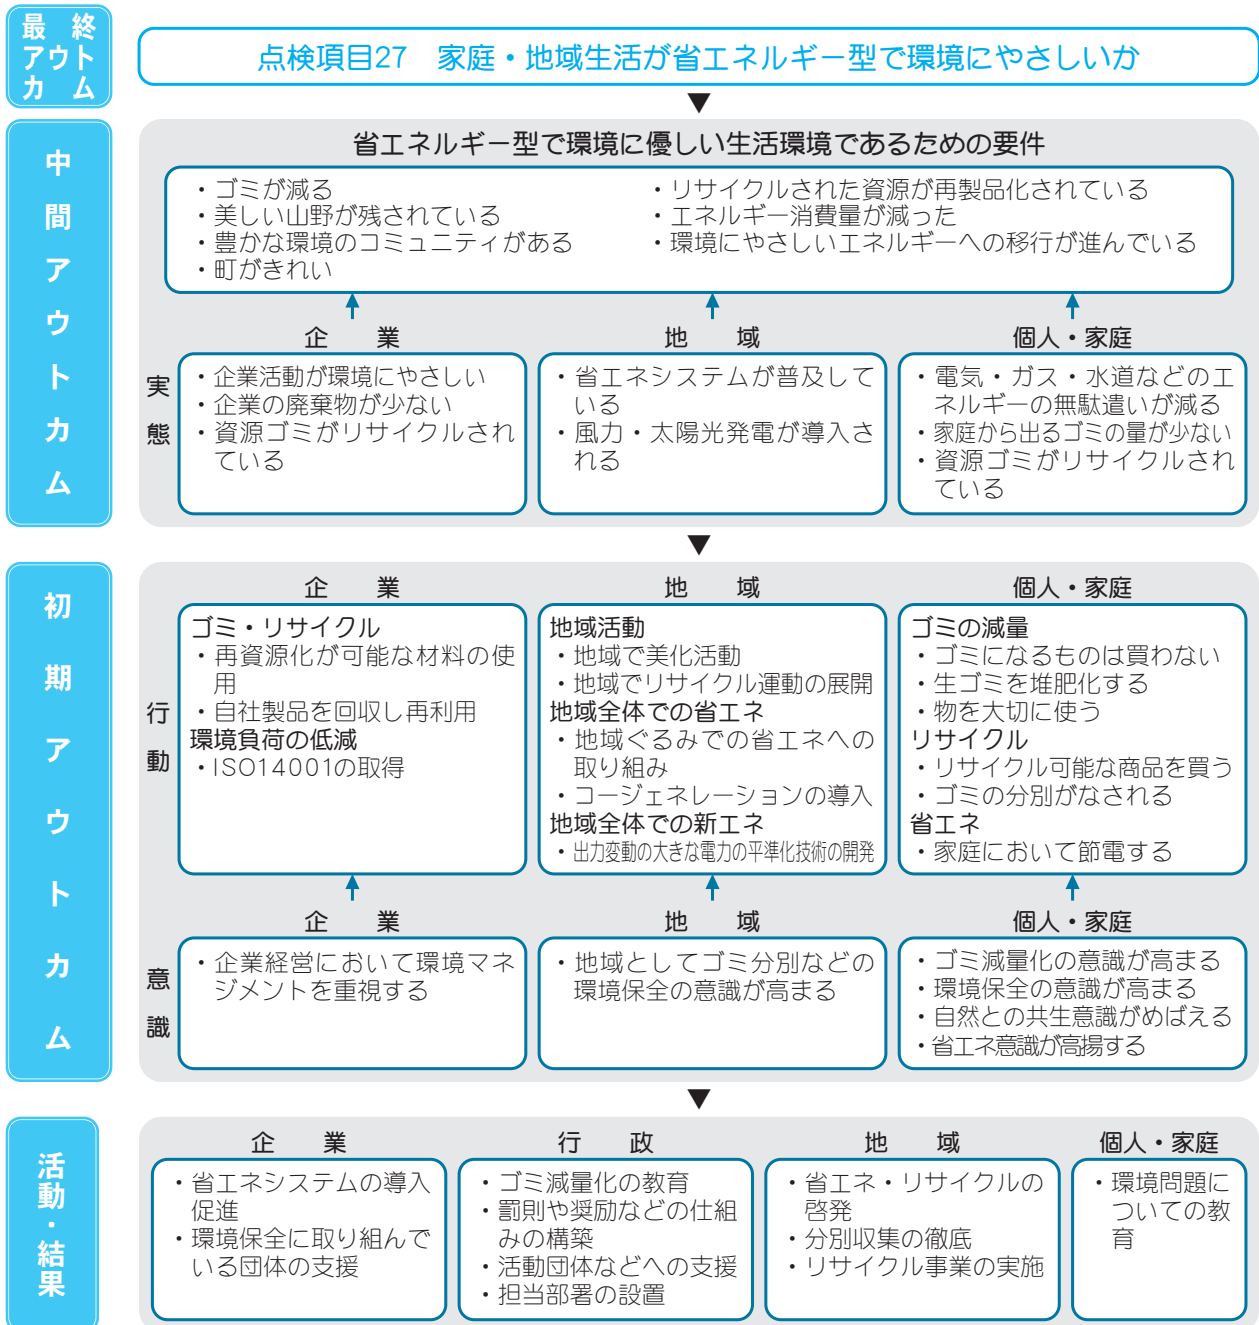 最終
アウト
カム
点検項目27　家庭・地域生活が省エネルギー型で環境にやさしいか
▼
中間アウトカム
省エネルギー型で環境に優しい生活環境であるための要件
・ゴミが減る
・美しい山野が残されている
・豊かな環境のコミュニティがある
・町がきれい
・リサイクルされた資源が再製品化されている
・エネルギー消費量が減った
・環境にやさしいエネルギーへの移行が進んでいる
実態
企　業
・企業活動が環境にやさしい
・企業の廃棄物が少ない
・資源ゴミがリサイクルされ
ている
地　域
・省エネシステムが普及して
いる
・風力・太陽光発電が導入さ
れる
個人・家庭
・電気・ガス・水道などのエ
ネルギーの無駄遣いが減る
・家庭から出るゴミの量が少ない
・資源ゴミがリサイクルされ
ている
▼
初期アウトカム
行動
企　業
ゴミ・リサイクル
・再資源化が可能な材料の使
用
・自社製品を回収し再利用
環境負荷の低減
・ISO14001の取得
地　域
地域活動
・地域で美化活動
・地域でリサイクル運動の展開
地域全体での省エネ
・地域ぐるみでの省エネへの
取り組み
・コージェネレーションの導入
地域全体での新エネ
・出力変動の大きな電力の平準化技術の開発
個人・家庭
ゴミの減量
・ゴミになるものは買わない
・生ゴミを堆肥化する
・物を大切に使う
リサイクル
・リサイクル可能な商品を買う
・ゴミの分別がなされる
省エネ
・家庭において節電する
意識
企　業
・企業経営において環境マネ
ジメントを重視する
地　域
・地域としてゴミ分別などの
環境保全の意識が高まる
個人・家庭
・ゴミ減量化の意識が高まる
・環境保全の意識が高まる
・自然との共生意識がめばえる
・省エネ意識が高揚する
▼
活動・結果
企　業
・省エネシステムの導入
促進
・環境保全に取り組んで
いる団体の支援
行　政
・ゴミ減量化の教育
・罰則や奨励などの仕組
みの構築
・活動団体などへの支援
・担当部署の設置
地　域
・省エネ・リサイクルの
啓発
・分別収集の徹底
・リサイクル事業の実施
個人・家庭
・環境問題に
ついての教
育